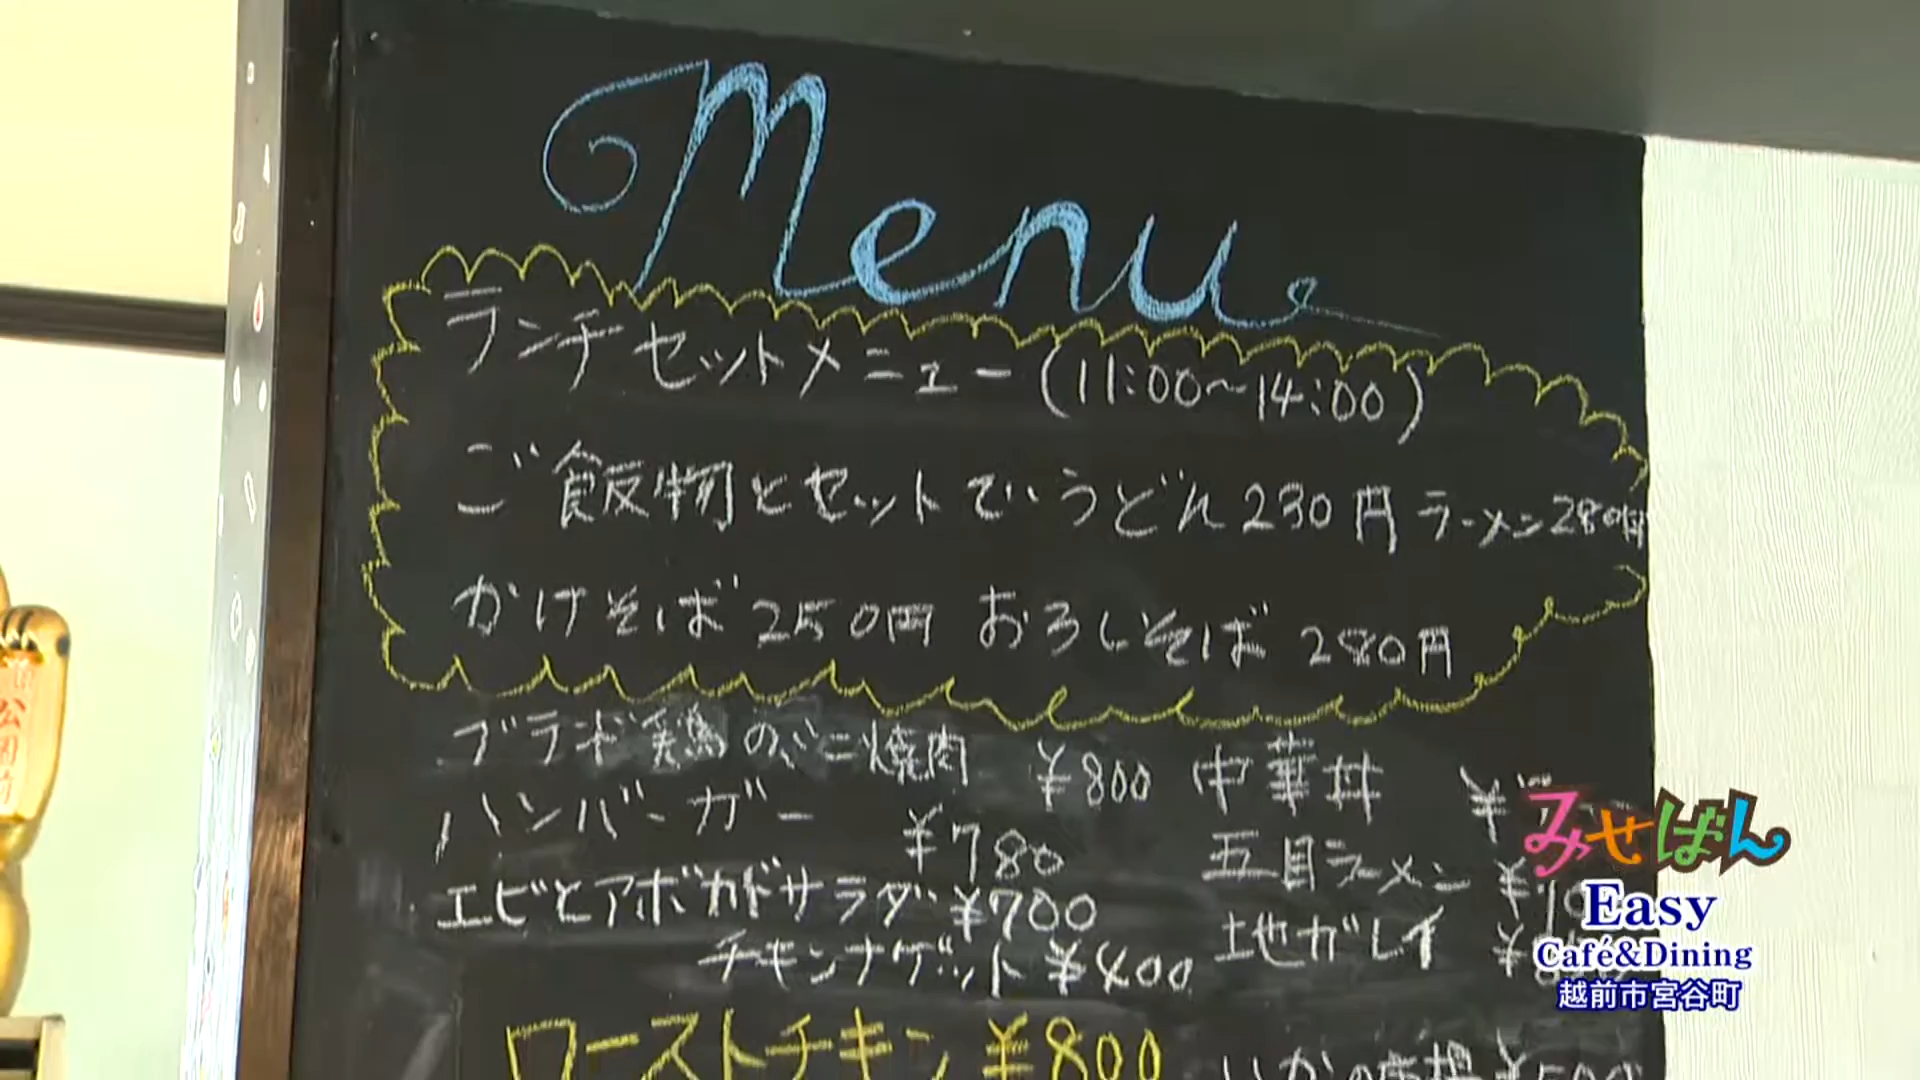 Menu
ランチセットメニュー(11:00〜14:00)
ご飯物とセットでうどん230円 ラーメン280円
かけそば250円 おろしそば 280円
ブラボ鶏のミニ焼肉 ¥800 中華丼
ハンバーガー ¥780 五目ラーメン
エビとアボカドサラダ ¥700 地ガレイ
チキンナゲット ¥400
ローストチキン ¥800
みせばん
Easy
Café&Dining
越前市宮谷町